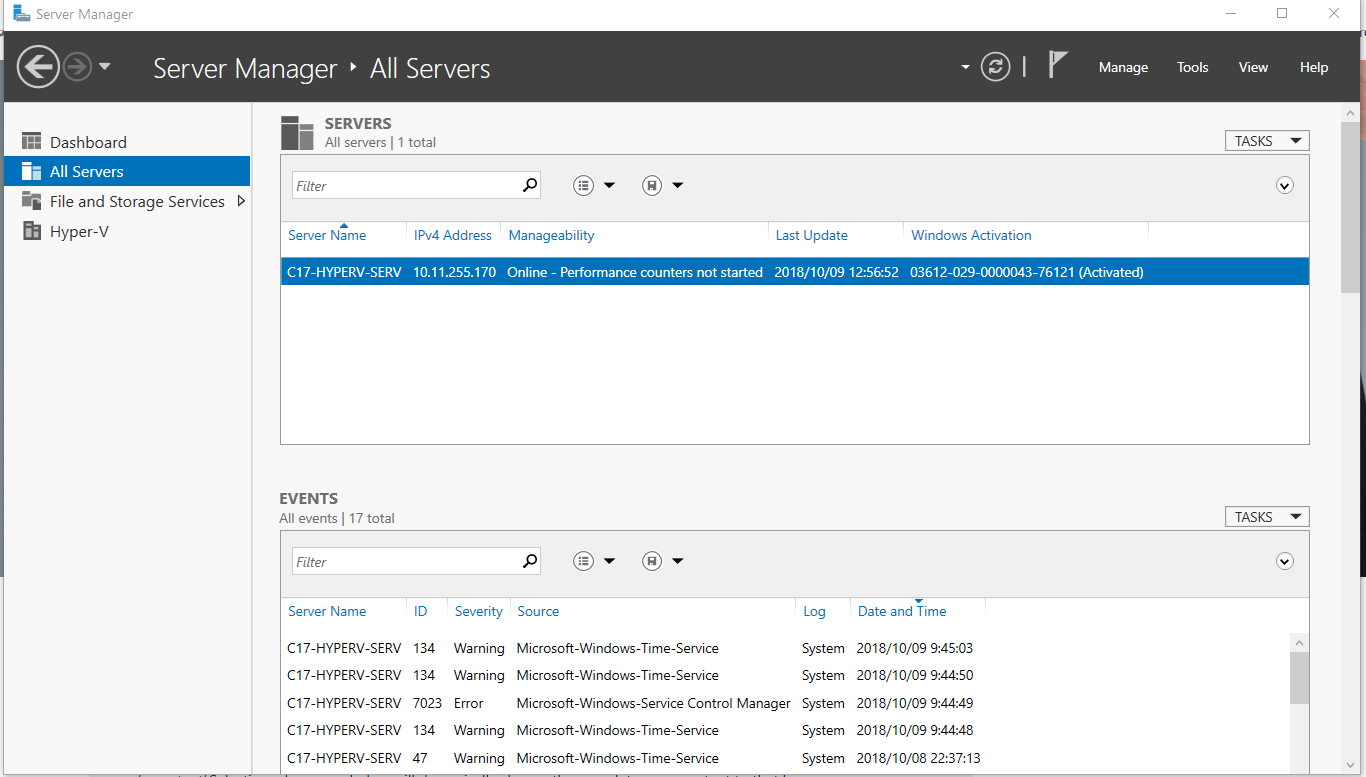 Server Manager
Server Manager ‣ All Servers
Manage Tools View Help
Dashboard
All Servers
File and Storage Services
Hyper-V
SERVERS
All servers | 1 total
TASKS
Filter
Server Name IPv4 Address Manageability Last Update Windows Activation
C17-HYPERV-SERV 10.11.255.170 Online - Performance counters not started 2018/10/09 12:56:52 03612-029-0000043-76121 (Activated)
EVENTS
All events | 17 total
TASKS
Filter
Server Name ID Severity Source Log Date and Time
C17-HYPERV-SERV 134 Warning Microsoft-Windows-Time-Service System 2018/10/09 9:45:03
C17-HYPERV-SERV 134 Warning Microsoft-Windows-Time-Service System 2018/10/09 9:44:50
C17-HYPERV-SERV 7023 Error Microsoft-Windows-Service Control Manager System 2018/10/09 9:44:49
C17-HYPERV-SERV 134 Warning Microsoft-Windows-Time-Service System 2018/10/09 9:44:48
C17-HYPERV-SERV 47 Warning Microsoft-Windows-Time-Service System 2018/10/08 22:37:13